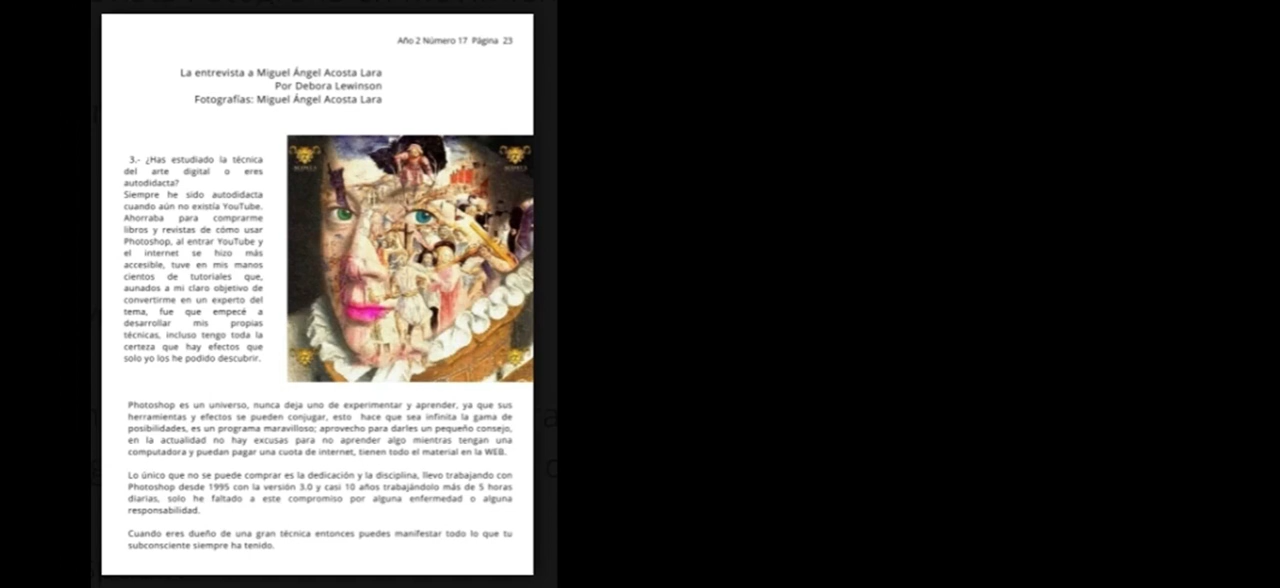 Año 2 Número 17 Página 23
La entrevista a Miguel Ángel Acosta Lara
Por Debora Lewinson
Fotografías: Miguel Ángel Acosta Lara
3.- ¿Has estudiado la técnica
del arte digital o eres
autodidacta?
Siempre he sido autodidacta
cuando aún no existía YouTube.
Ahorraba para comprarme
libros y revistas de cómo usar
Photoshop, al entrar YouTube y
el internet se hizo más
accesible, tuve en mis manos
cientos de tutoriales que,
aunados a mi claro objetivo de
convertirme en un experto del
tema, fue que empecé a
desarrollar mis propias
técnicas, incluso tengo toda la
certeza que hay efectos que
solo yo los he podido descubrir.
Photoshop es un universo, nunca deja uno de experimentar y aprender, ya que sus
herramientas y efectos se pueden conjugar, esto hace que sea infinita la gama de
posibilidades, es un programa maravilloso; aprovecho para darles un pequeño consejo,
en la actualidad no hay excusas para no aprender algo mientras tengan una
computadora y puedan pagar una cuota de internet, tienen todo el material en la WEB.
Lo único que no se puede comprar es la dedicación y la disciplina, llevo trabajando con
Photoshop desde 1995 con la versión 3.0 y casi 10 años trabajándolo más de 5 horas
diarias, solo he faltado a este compromiso por alguna enfermedad o alguna
responsabilidad.
Cuando eres dueño de una gran técnica entonces puedes manifestar todo lo que tu
subconsciente siempre ha tenido.